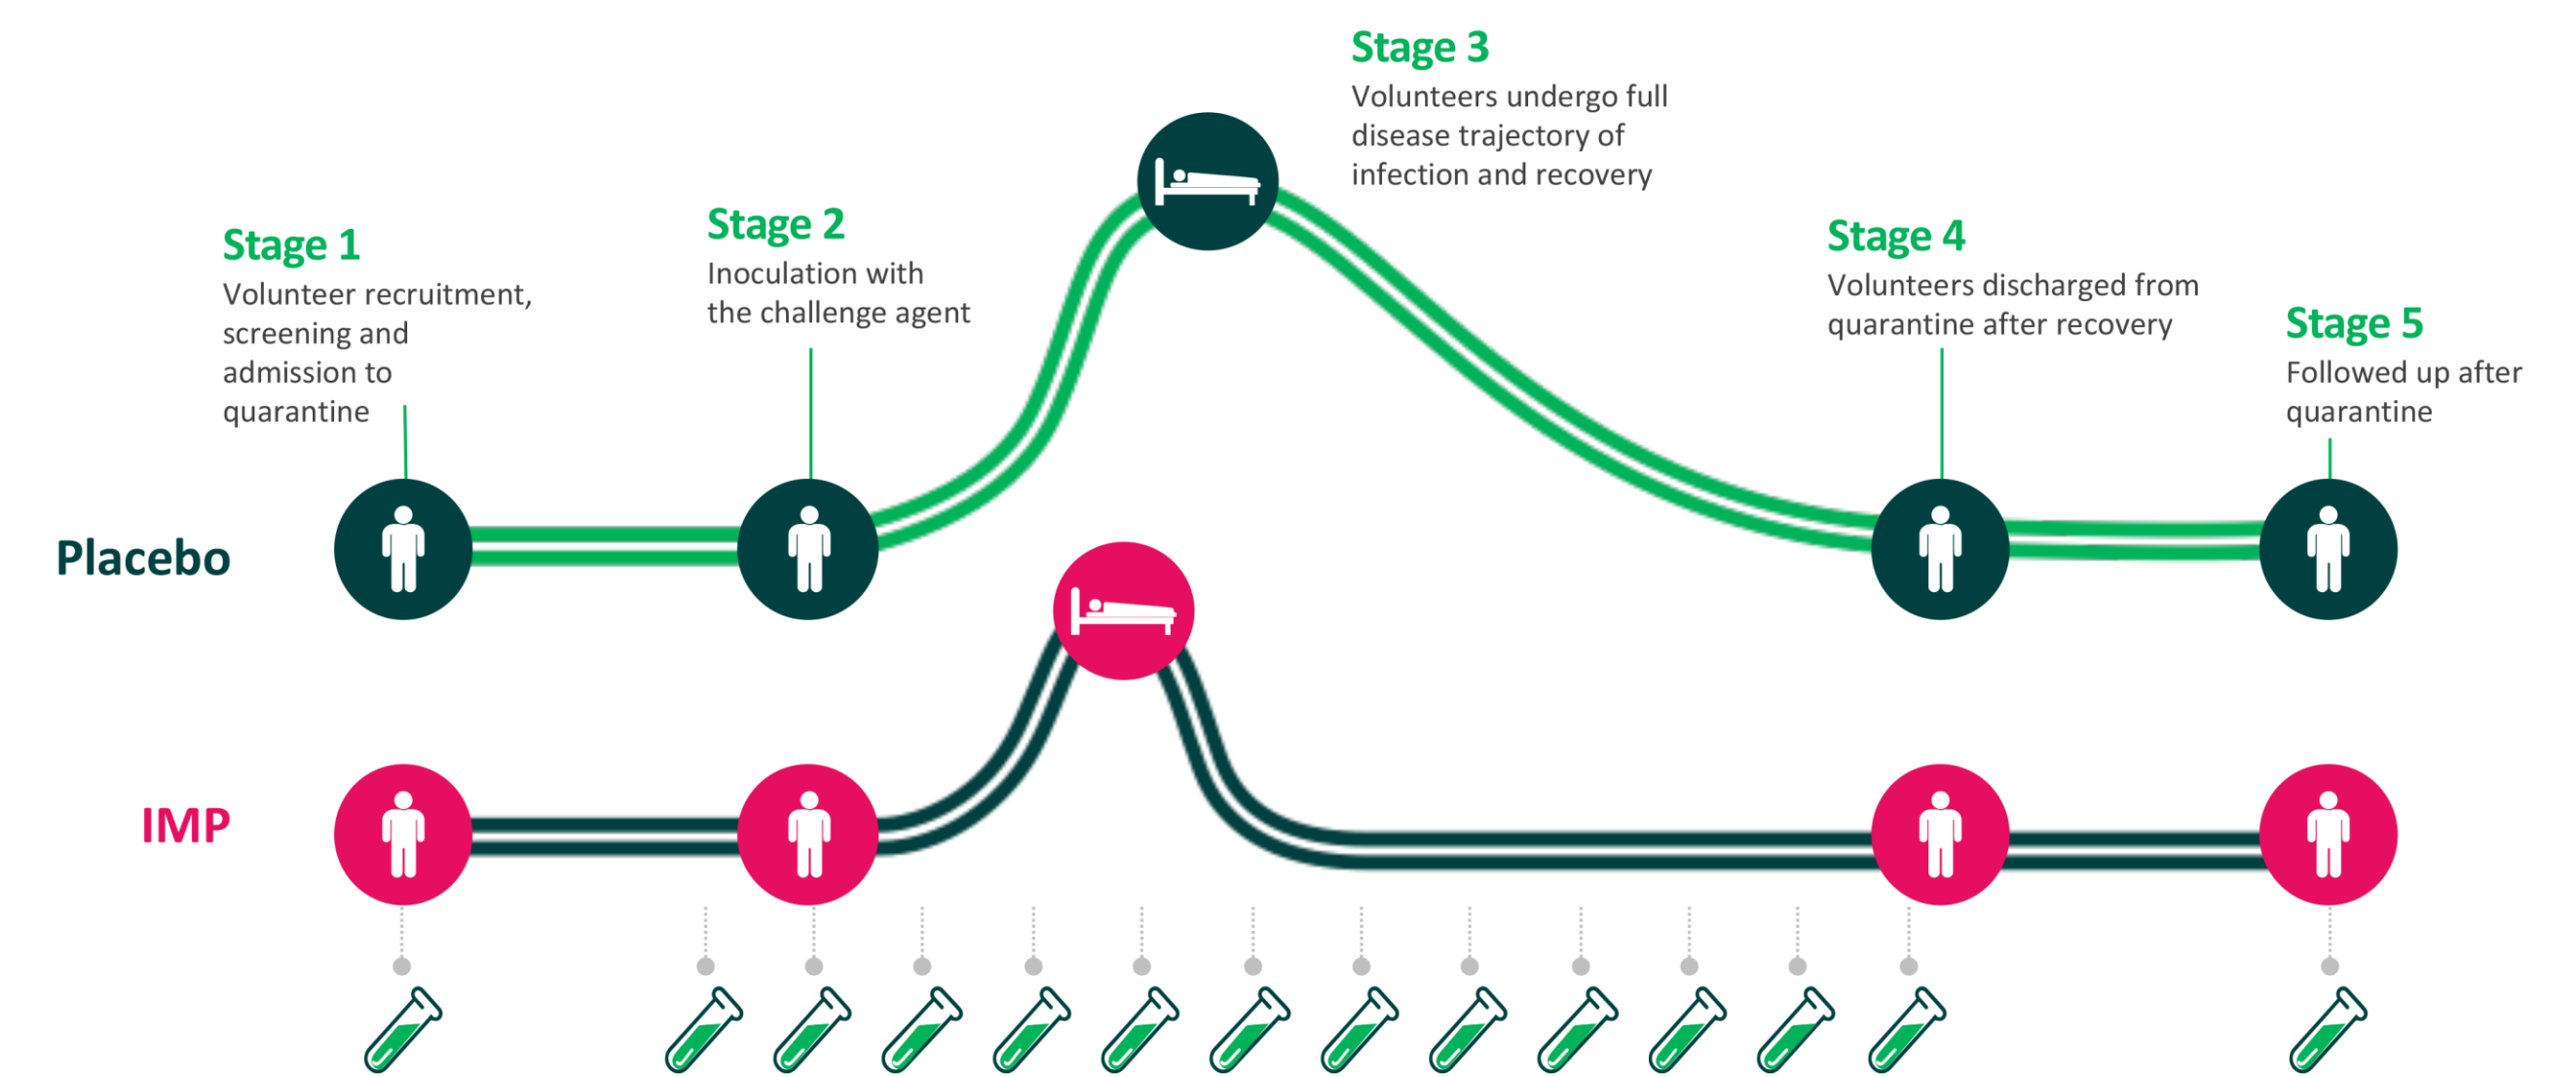 Stage 1
Volunteer recruitment,
screening and
admission to
quarantine
Stage 2
Inoculation with
the challenge agent
Stage 3
Volunteers undergo full
disease trajectory of
infection and recovery
Stage 4
Volunteers discharged from
quarantine after recovery
Stage 5
Followed up after
quarantine
Placebo
IMP